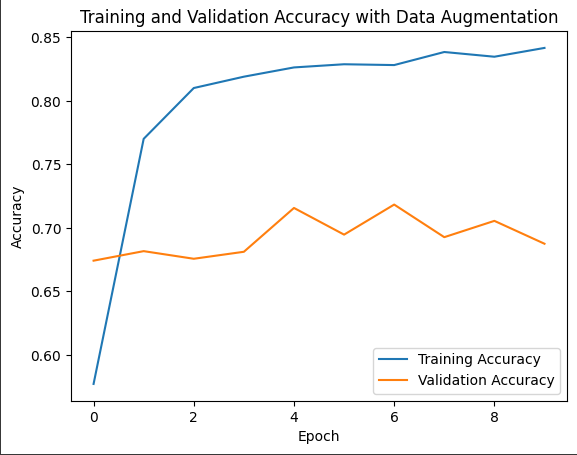 Training and Validation Accuracy with Data Augmentation
0.85
0.80
0.75
0.70
0.65
0.60
Accuracy
0 2 4 6 8
Epoch
Training Accuracy
Validation Accuracy